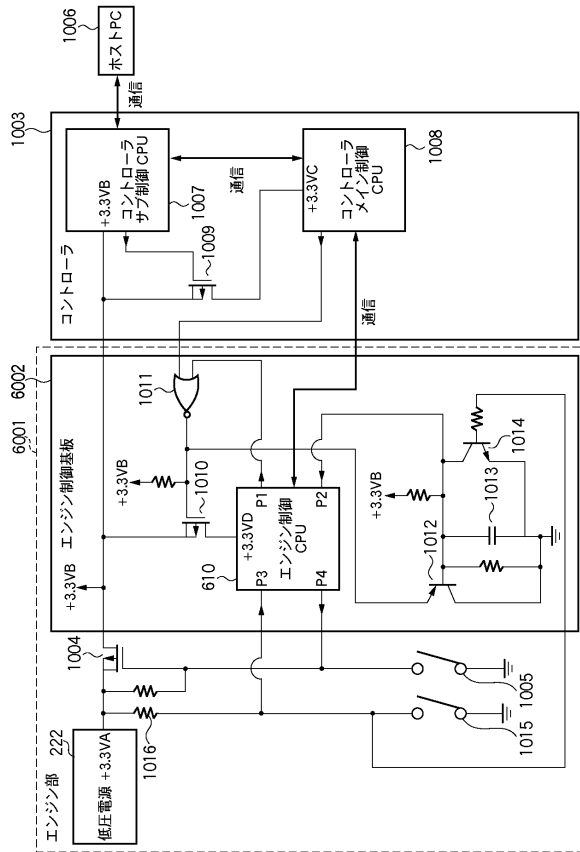 エンジン部
6001
222
低圧電源 +3.3VA
1004
1016
1015
1005
エンジン制御基板
6002
+3.3VB
+3.3VB
1010
1011
610
+3.3VD
エンジン制御
CPU
P1
P2
P3
P4
+3.3VB
1012
1013
1014
コントローラ
1003
+3.3VB
コントローラ
サブ制御 CPU
1007
1009
通信
+3.3VC
コントローラ
メイン制御
CPU
1008
通信
通信
ホストPC
1006